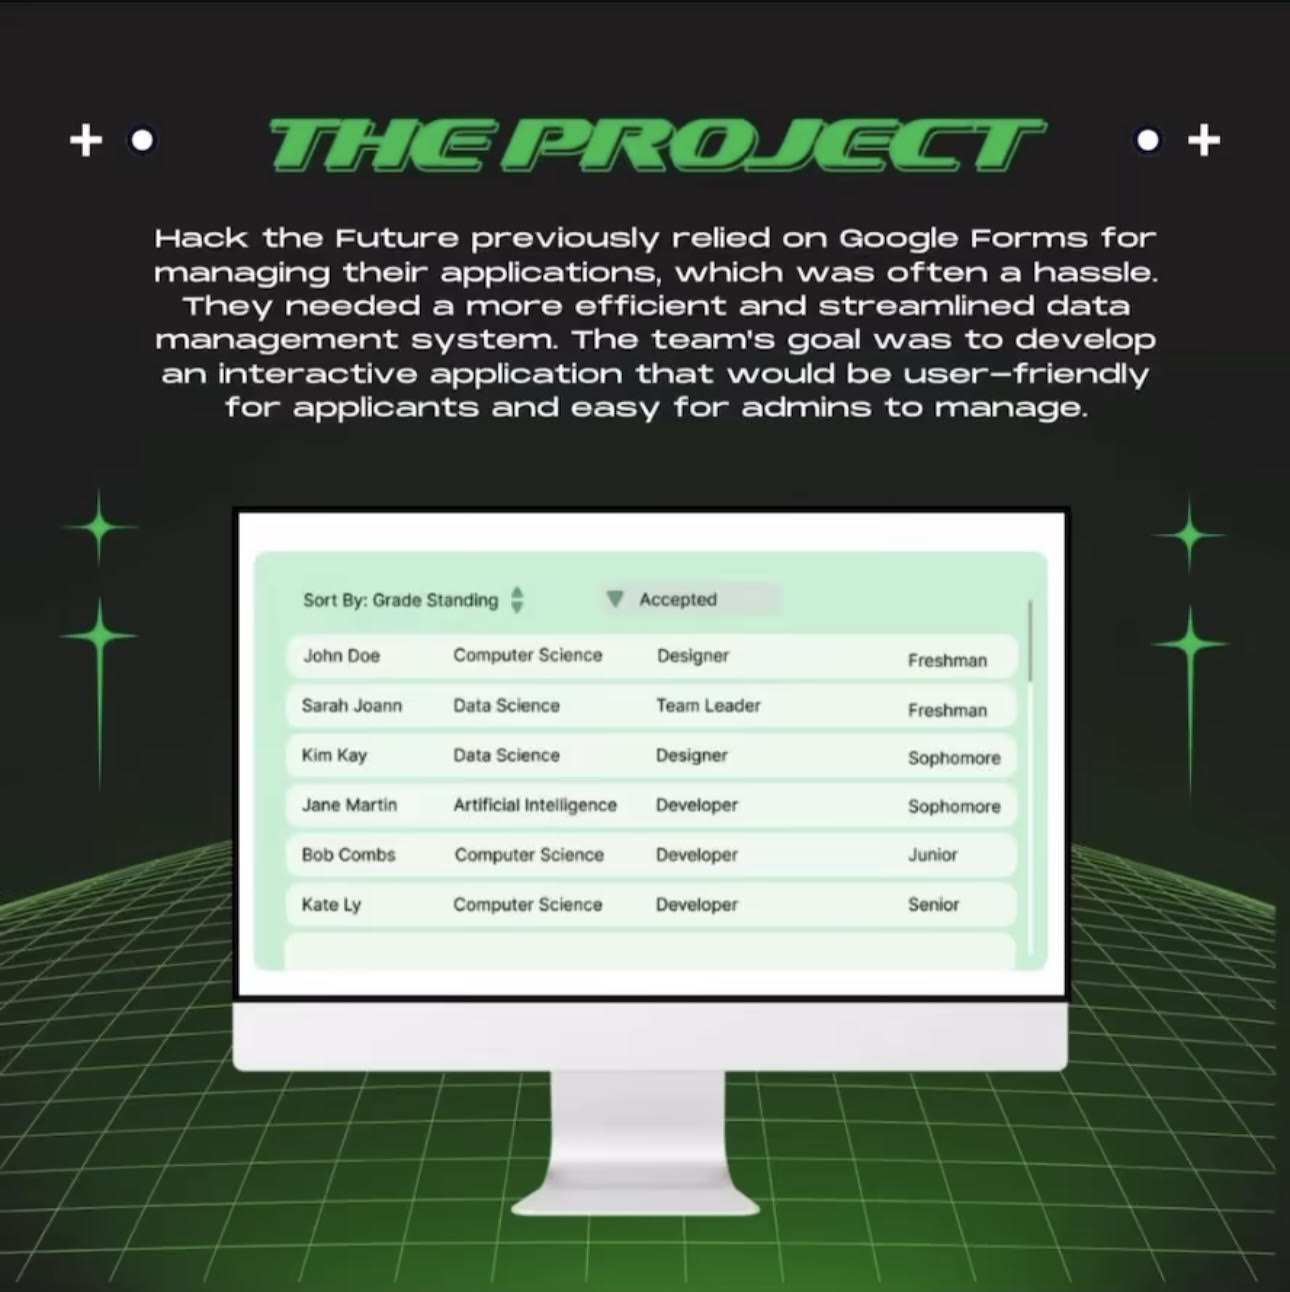 THE PROJECT
Hack the Future previously relied on Google Forms for
managing their applications, which was often a hassle.
They needed a more efficient and streamlined data
management system. The team's goal was to develop
an interactive application that would be user-friendly
for applicants and easy for admins to manage.
Sort By: Grade Standing Accepted
John Doe Computer Science Designer Freshman
Sarah Joann Data Science Team Leader Freshman
Kim Kay Data Science Designer Sophomore
Jane Martin Artificial Intelligence Developer Sophomore
Bob Combs Computer Science Developer Junior
Kate Ly Computer Science Developer Senior